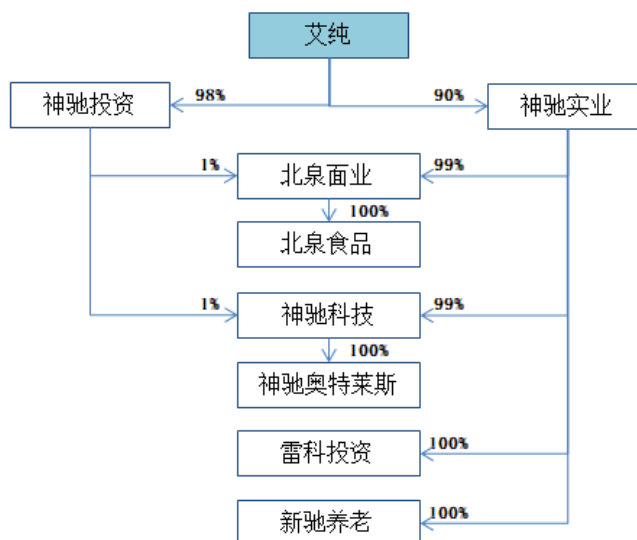 艾纯
神驰投资
98%
90%
神驰实业
1%
北泉面业
99%
100%
北泉食品
1%
神驰科技
99%
100%
神驰奥特莱斯
雷科投资
100%
新驰养老
100%